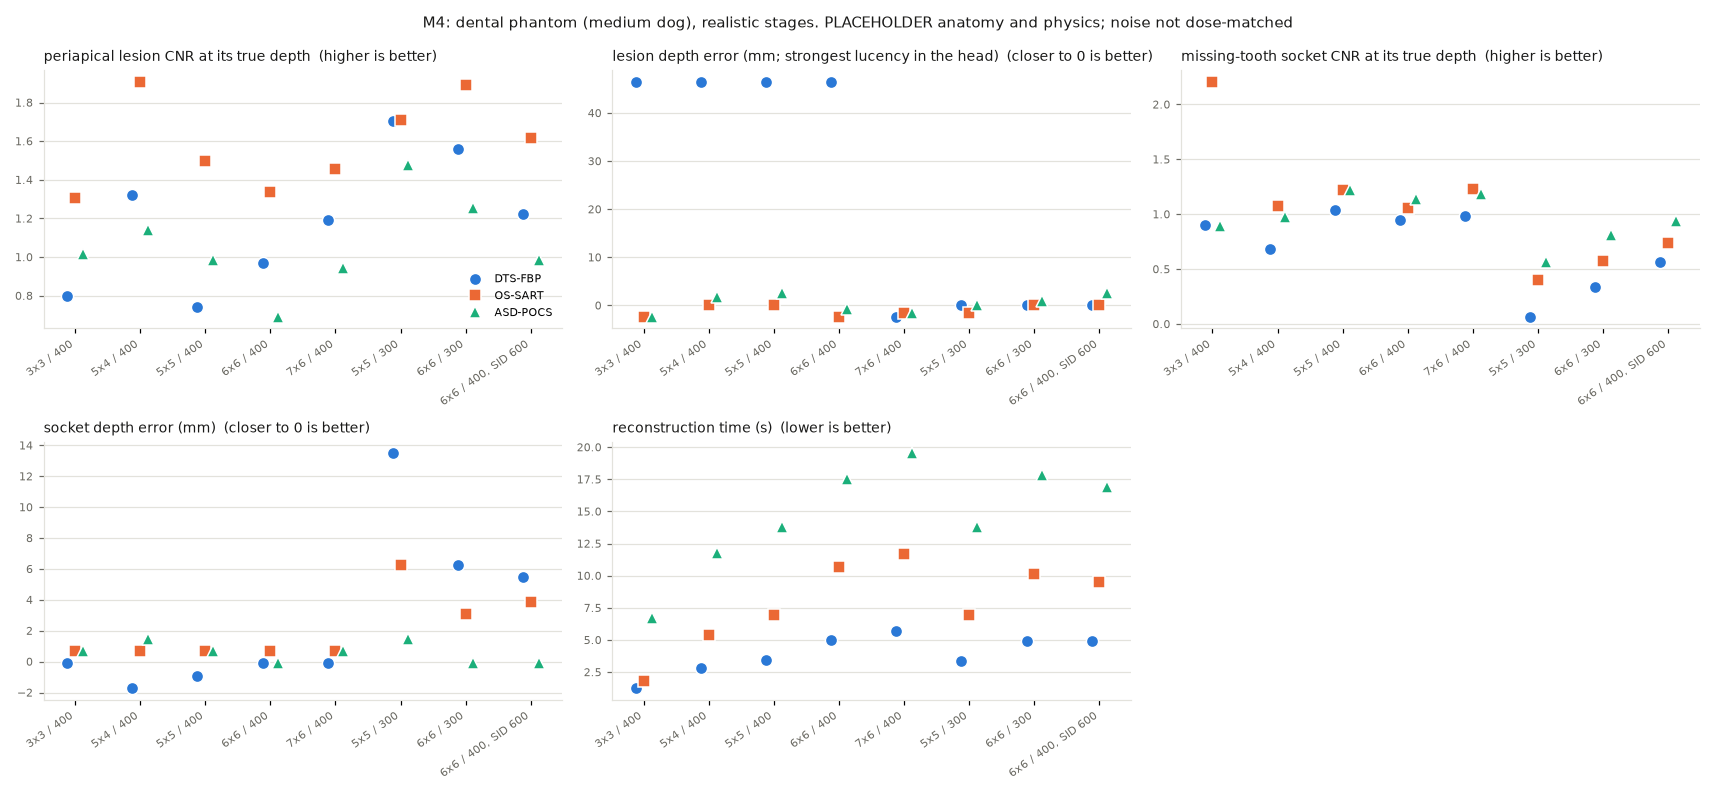 M4: dental phantom (medium dog), realistic stages. PLACEHOLDER anatomy and physics; noise not dose-matched
periapical lesion CNR at its true depth  (higher is better)
1.8
1.6
1.4
1.2
1.0
0.8
DTS-FBP
OS-SART
ASD-POCS
3x3 / 400
5x4 / 400
5x5 / 400
6x6 / 400
7x6 / 400
5x5 / 300
6x6 / 300
6x6 / 400, SID 600
lesion depth error (mm; strongest lucency in the head)  (closer to 0 is better)
40
30
20
10
0
3x3 / 400
5x4 / 400
5x5 / 400
6x6 / 400
7x6 / 400
5x5 / 300
6x6 / 300
6x6 / 400, SID 600
missing-tooth socket CNR at its true depth  (higher is better)
2.0
1.5
1.0
0.5
0.0
3x3 / 400
5x4 / 400
5x5 / 400
6x6 / 400
7x6 / 400
5x5 / 300
6x6 / 300
6x6 / 400, SID 600
socket depth error (mm)  (closer to 0 is better)
14
12
10
8
6
4
2
0
−2
3x3 / 400
5x4 / 400
5x5 / 400
6x6 / 400
7x6 / 400
5x5 / 300
6x6 / 300
6x6 / 400, SID 600
reconstruction time (s)  (lower is better)
20.0
17.5
15.0
12.5
10.0
7.5
5.0
2.5
3x3 / 400
5x4 / 400
5x5 / 400
6x6 / 400
7x6 / 400
5x5 / 300
6x6 / 300
6x6 / 400, SID 600